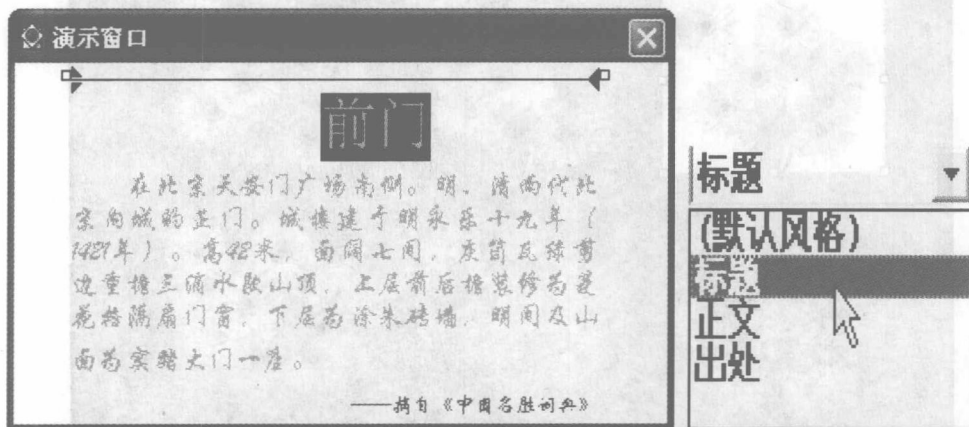 演示窗口
前门
在北京天安门广场南侧。明、清两代北
京内城的正门。城楼建于明永乐十九年（
1421年）。高42米，面阔七间，灰筒瓦绿剪
边重檐三滴水歇山顶，上层前后檐装修为菱
花格隔扇门窗，下层为涂朱砖墙，明间及山
面为实踏大门一座。
——摘自《中国名胜词典》
标题
(默认风格)
标题
正文
出处